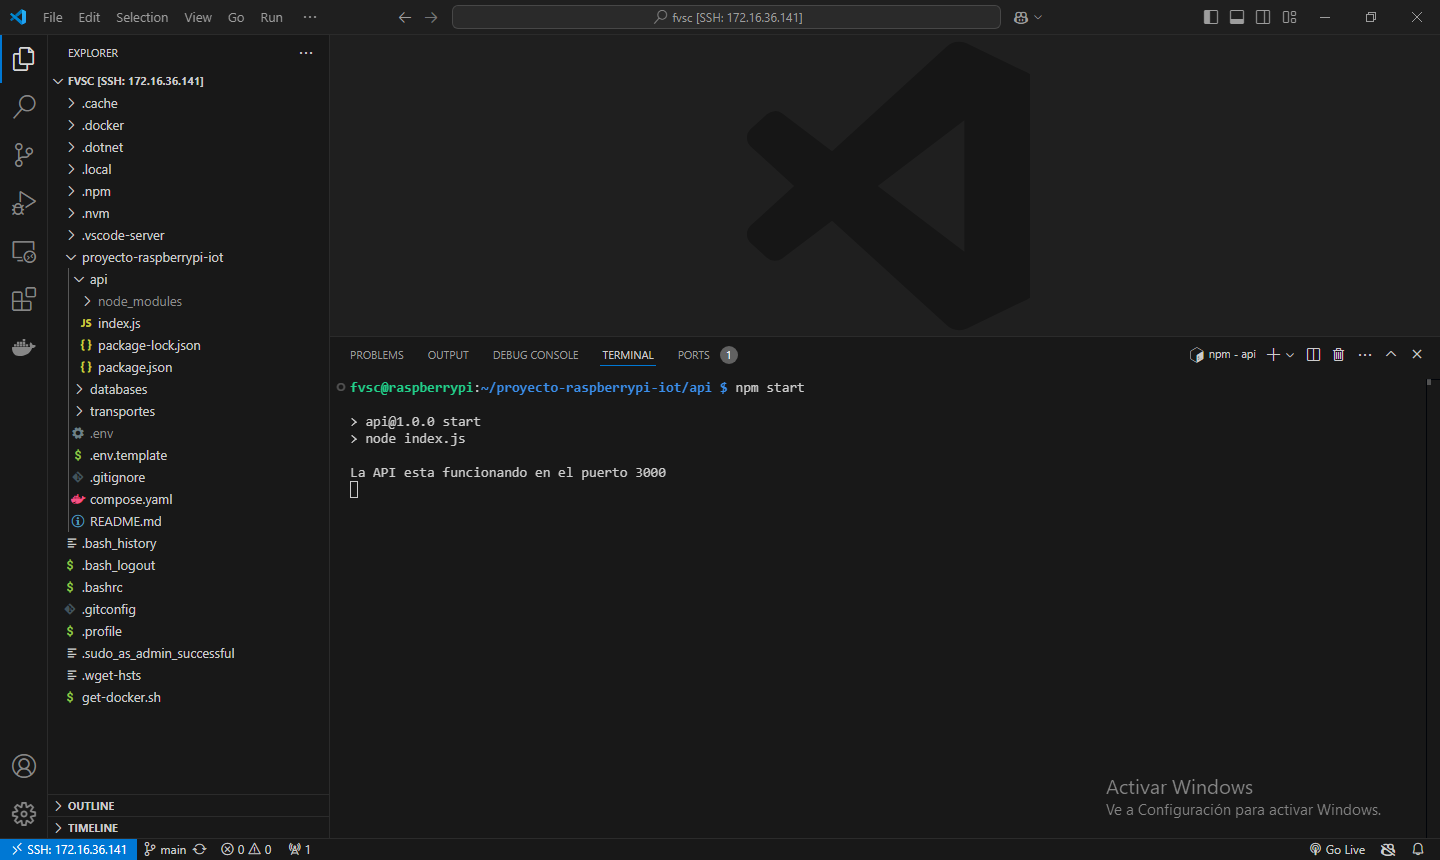 File Edit Selection View Go Run ···
fvsc [SSH: 172.16.36.141]
EXPLORER
FVSC [SSH: 172.16.36.141]
.cache
.docker
.dotnet
.local
.npm
.nvm
.vscode-server
proyecto-raspberrypi-iot
api
node_modules
JS index.js
{} package-lock.json
{} package.json
databases
transportes
.env
$ .env.template
.gitignore
compose.yaml
README.md
.bash_history
$ .bash_logout
$ .bashrc
.gitconfig
$ .profile
.sudo_as_admin_successful
.wget-hsts
$ get-docker.sh
OUTLINE
TIMELINE
PROBLEMS OUTPUT DEBUG CONSOLE TERMINAL PORTS 1
npm - api
fvsc@raspberrypi:~/proyecto-raspberrypi-iot/api $ npm start
> api@1.0.0 start
> node index.js
La API esta funcionando en el puerto 3000
Activar Windows
Ve a Configuración para activar Windows.
SSH: 172.16.36.141 main 0 0 1 Go Live